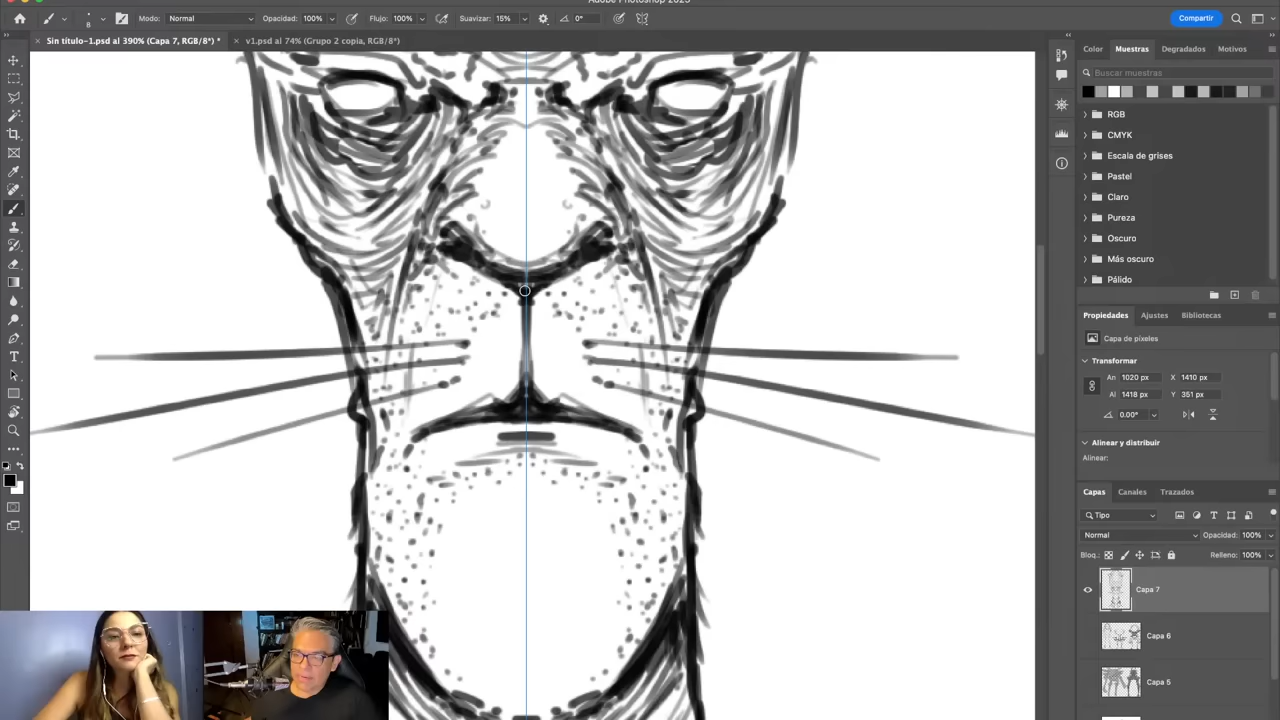 Adobe Photoshop 2023
8
Modo: Normal
Opacidad: 100%
Flujo: 100%
Suavizar: 15%
0°
Compartir
× Sin título-1.psd al 390% (Capa 7, RGB/8*) *
× v1.psd al 74% (Grupo 2 copia, RGB/8*)
Color Muestras Degradados Motivos
Buscar muestras
RGB
CMYK
Escala de grises
Pastel
Claro
Pureza
Oscuro
Más oscuro
Pálido
Propiedades Ajustes Bibliotecas
Capa de píxeles
Transformar
An 1020 px X 1410 px
Al 1418 px Y 351 px
0.00°
Alinear y distribuir
Alinear:
Capas Canales Trazados
Tipo
Normal Opacidad: 100%
Bloq.: Relleno: 100%
Capa 7
Capa 6
Capa 5